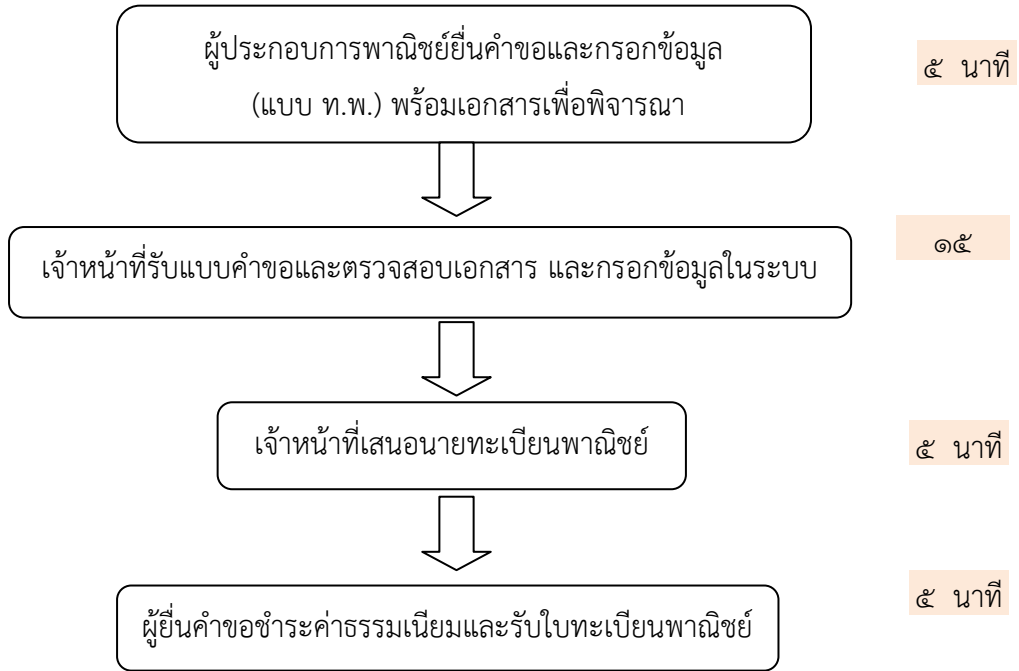 ผู้ประกอบการพาณิชย์ยื่นคำขอและกรอกข้อมูล
(แบบ ท.พ.) พร้อมเอกสารเพื่อพิจารณา
๕ นาที
เจ้าหน้าที่รับแบบคำขอและตรวจสอบเอกสาร และกรอกข้อมูลในระบบ
๑๕
เจ้าหน้าที่เสนอนายทะเบียนพาณิชย์
๕ นาที
ผู้ยื่นคำขอชำระค่าธรรมเนียมและรับใบทะเบียนพาณิชย์
๕ นาที